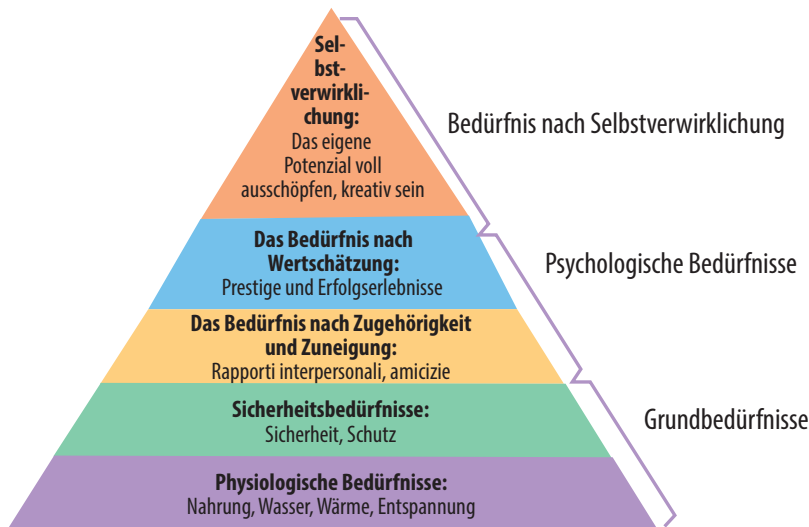 Sel-
bst-
verwirkli-
chung:
Das eigene
Potenzial voll
ausschöpfen, kreativ sein
Bedürfnis nach Selbstverwirklichung
Das Bedürfnis nach
Wertschätzung:
Prestige und Erfolgserlebnisse
Psychologische Bedürfnisse
Das Bedürfnis nach Zugehörigkeit
und Zuneigung:
Rapporti interpersonali, amicizie
Sicherheitsbedürfnisse:
Sicherheit, Schutz
Grundbedürfnisse
Physiologische Bedürfnisse:
Nahrung, Wasser, Wärme, Entspannung